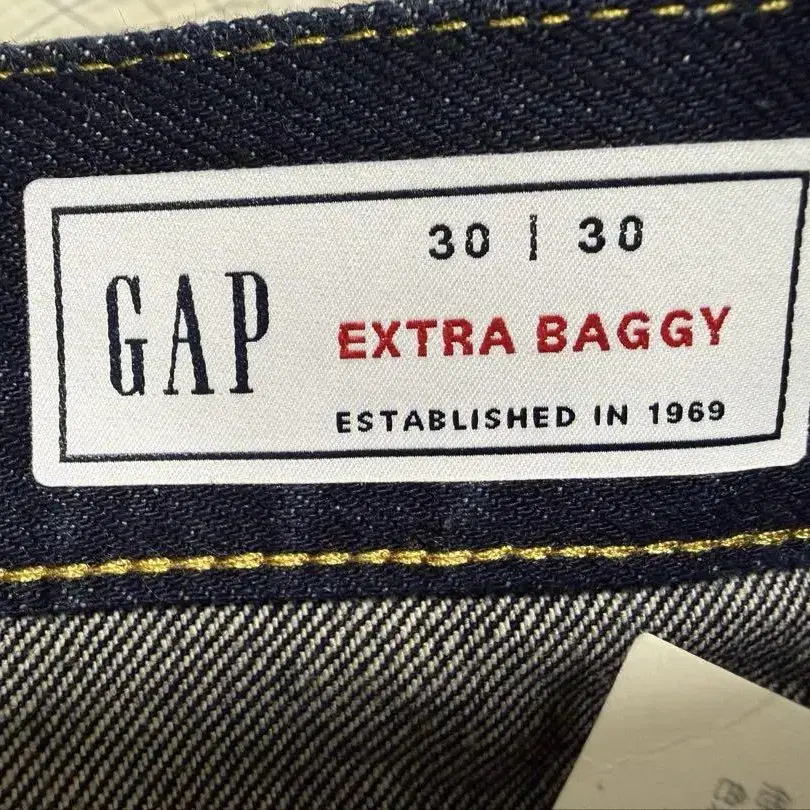 GAP
30 | 30
EXTRA BAGGY
ESTABLISHED IN 1969